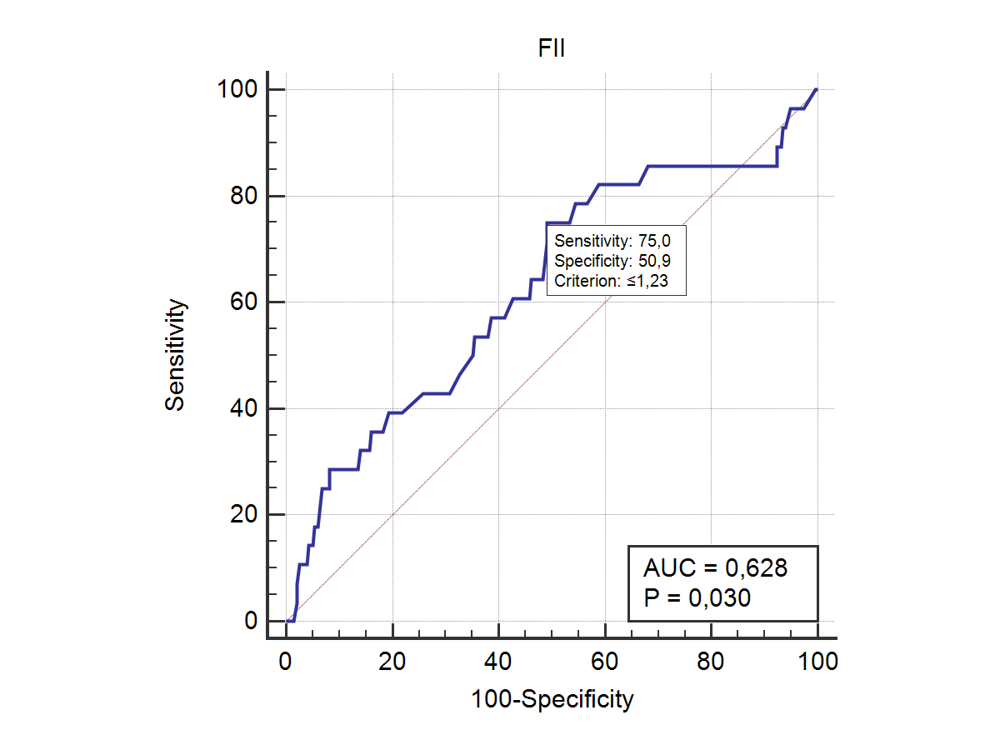 FII
100
80
60
40
20
0
Sensitivity
Sensitivity: 75,0
Specificity: 50,9
Criterion: ≤1,23
AUC = 0,628
P = 0,030
0 20 40 60 80 100
100-Specificity